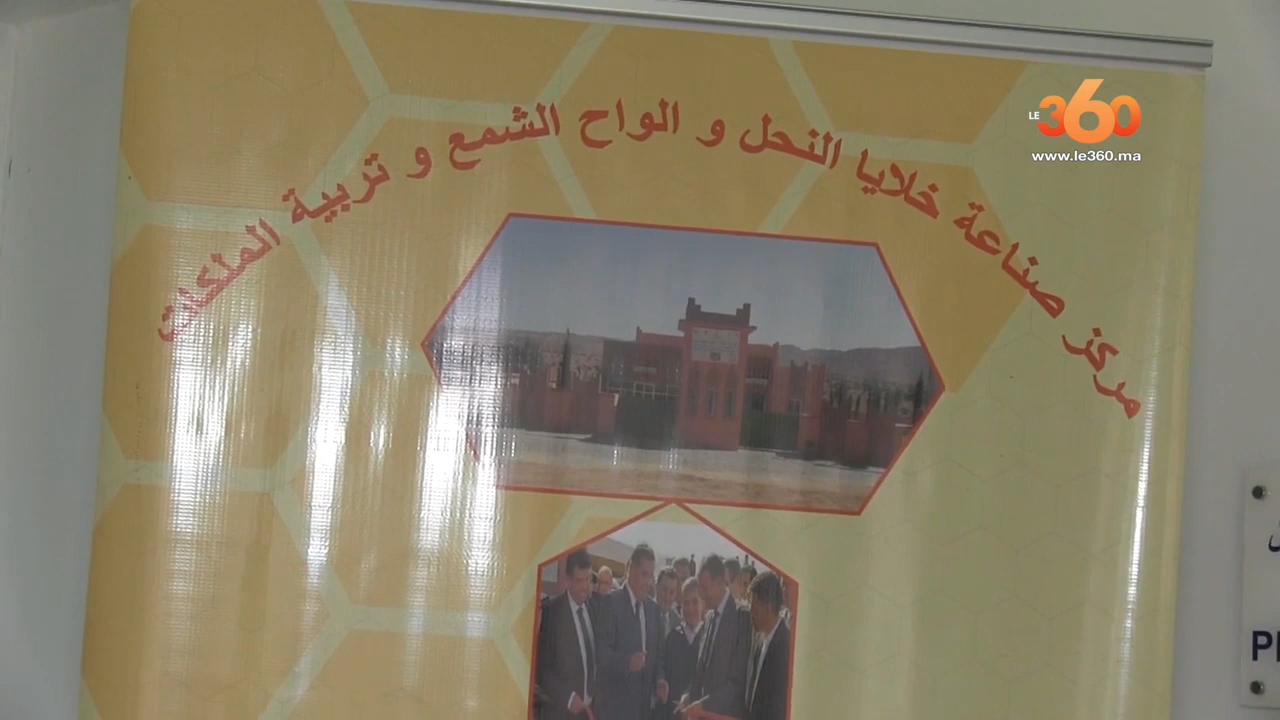 مركز صناعة خلايا النحل و الواح الشمع و تربية الملكات
LE 360
www.le360.ma